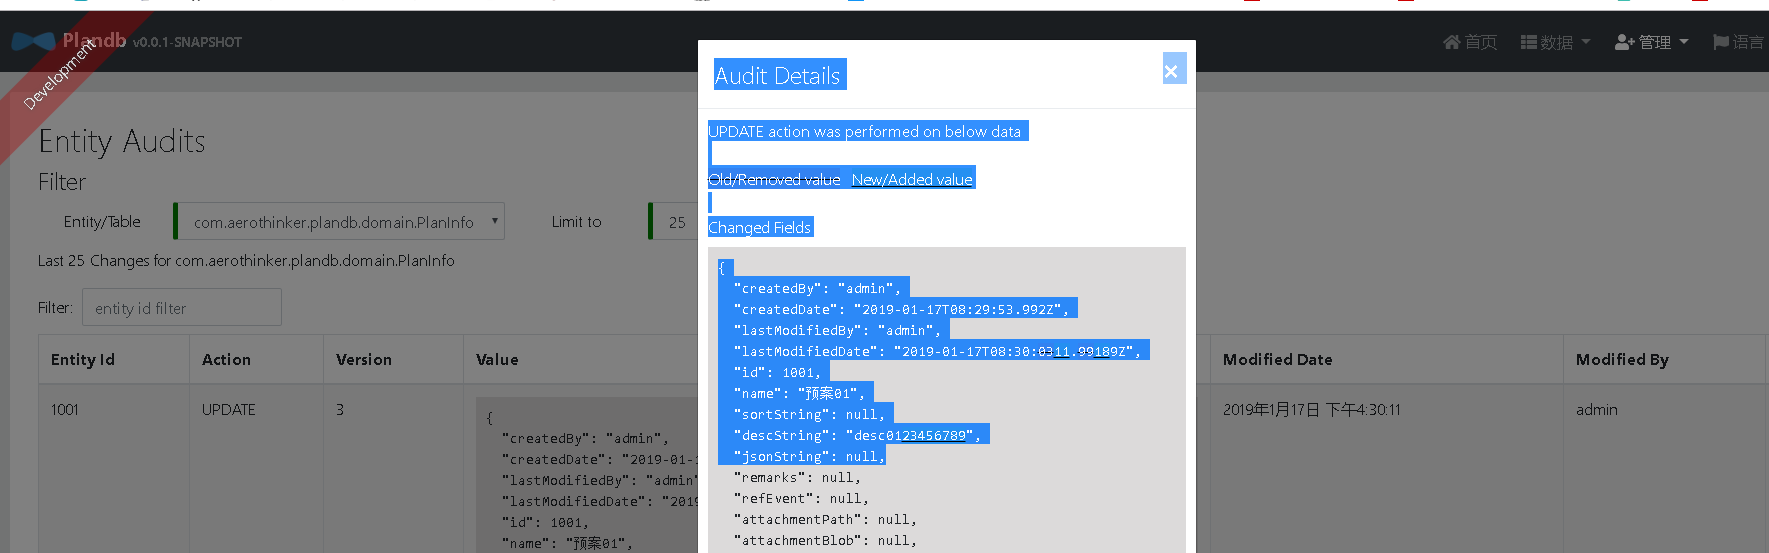 Plandb v0.0.1-SNAPSHOT
首页 数据 管理 语言
Development
Entity Audits
Filter
Entity/Table com.aerothinker.plandb.domain.PlanInfo Limit to 25
Last 25 Changes for com.aerothinker.plandb.domain.PlanInfo
Filter: entity id filter
Entity Id Action Version Value Modified Date Modified By
1001 UPDATE 3 2019年1月17日 下午4:30:11 admin
{
"createdBy": "admin",
"createdDate": "2019-01-1
"lastModifiedBy": "admin"
"lastModifiedDate": "2019
"id": 1001,
"name": "预案01",
Audit Details ×
UPDATE action was performed on below data
Old/Removed value New/Added value
Changed Fields
{
"createdBy": "admin",
"createdDate": "2019-01-17T08:29:53.992Z",
"lastModifiedBy": "admin",
"lastModifiedDate": "2019-01-17T08:30:0311.99189Z",
"id": 1001,
"name": "预案01",
"sortString": null,
"descString": "desc0123456789",
"jsonString": null,
"remarks": null,
"refEvent": null,
"attachmentPath": null,
"attachmentBlob": null,